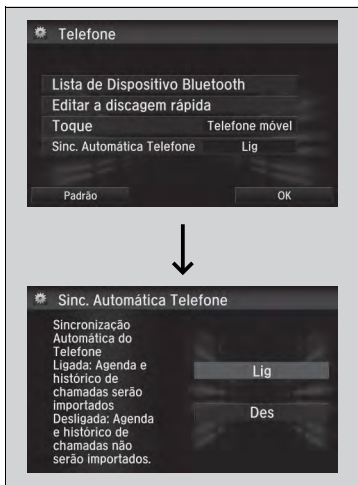 Telefone
Lista de Dispositivo Bluetooth
Editar a discagem rápida
Toque Telefone móvel
Sinc. Automática Telefone Lig
Padrão OK
Sinc. Automática Telefone
Sincronização
Automática do
Telefone
Ligada: Agenda e
histórico de
chamadas serão
importados
Desligada: Agenda
e histórico de
chamadas não
serão importados.
Lig
Des